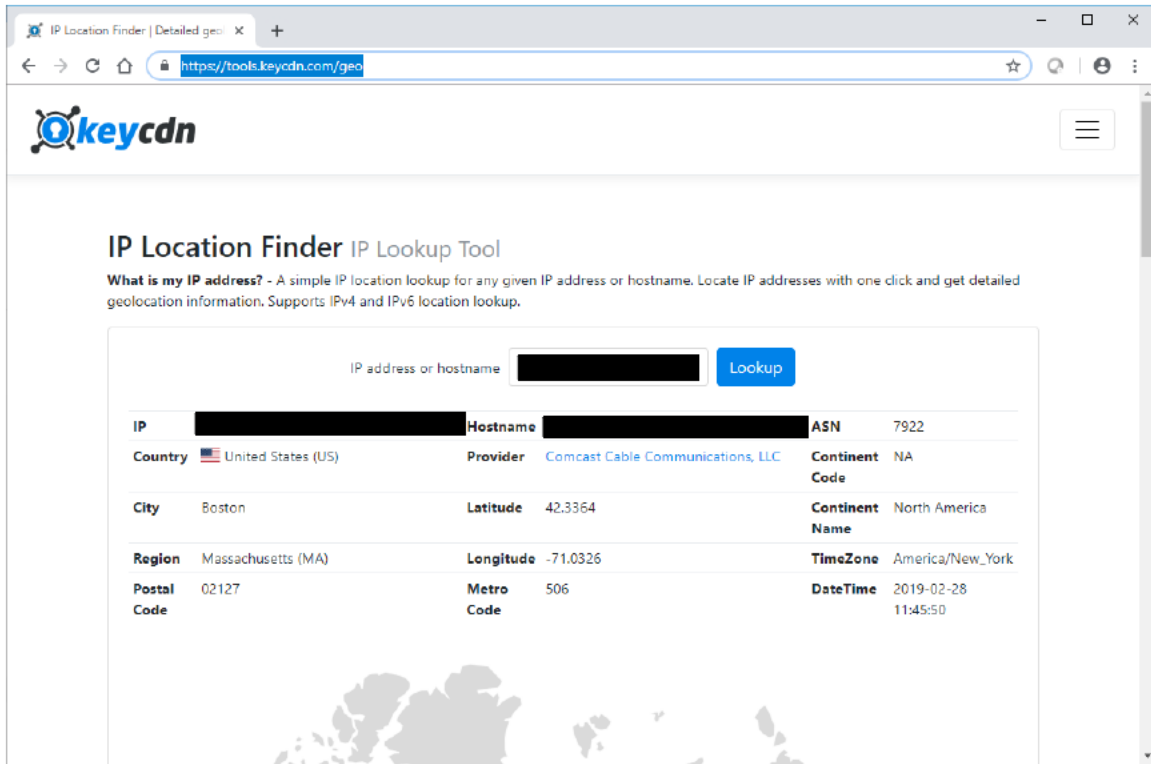 IP Location Finder | Detailed geo
https://tools.keycdn.com/geo
keycdn
IP Location Finder IP Lookup Tool
What is my IP address? - A simple IP location lookup for any given IP address or hostname. Locate IP addresses with one click and get detailed
geolocation information. Supports IPv4 and IPv6 location lookup.
IP address or hostname Lookup
IP Hostname ASN 7922
Country United States (US) Provider Comcast Cable Communications, LLC Continent Code NA
City Boston Latitude 42.3364 Continent Name North America
Region Massachusetts (MA) Longitude -71.0326 TimeZone America/New_York
Postal Code 02127 Metro Code 506 DateTime 2019-02-28 11:45:50